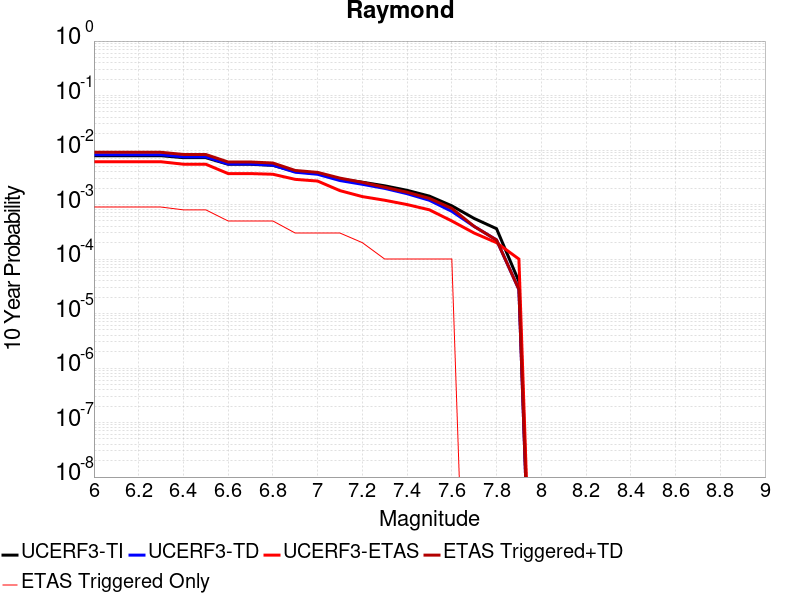 Raymond
10 0
10 -1
10 -2
10 -3
10 -4
10 -5
10 -6
10 -7
10 -8
10 Year Probability
6 6.2 6.4 6.6 6.8 7 7.2 7.4 7.6 7.8 8 8.2 8.4 8.6 8.8 9
Magnitude
UCERF3-TI UCERF3-TD UCERF3-ETAS ETAS Triggered+TD
ETAS Triggered Only